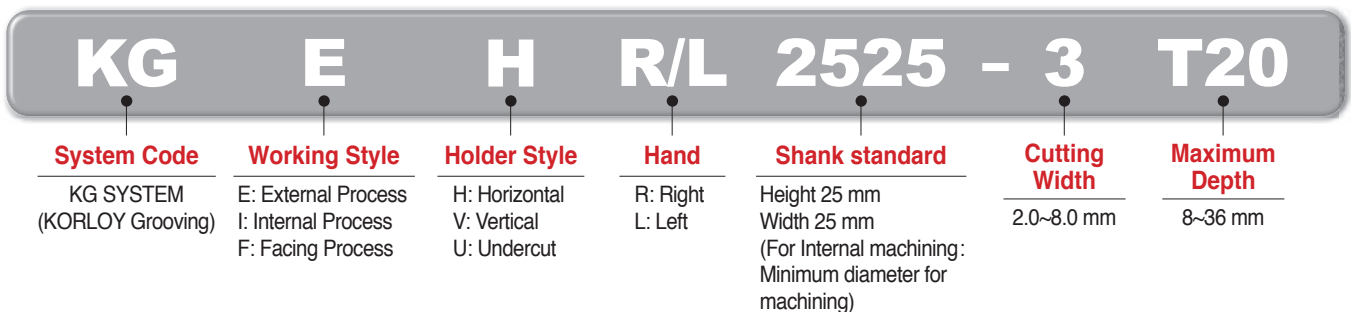 KG E H R/L 2525 - 3 T20
System Code
KG SYSTEM
(KORLOY Grooving)
Working Style
E: External Process
I: Internal Process
F: Facing Process
Holder Style
H: Horizontal
V: Vertical
U: Undercut
Hand
R: Right
L: Left
Shank standard
Height 25 mm
Width 25 mm
(For Internal machining:
Minimum diameter for
machining)
Cutting
Width
2.0~8.0 mm
Maximum
Depth
8~36 mm